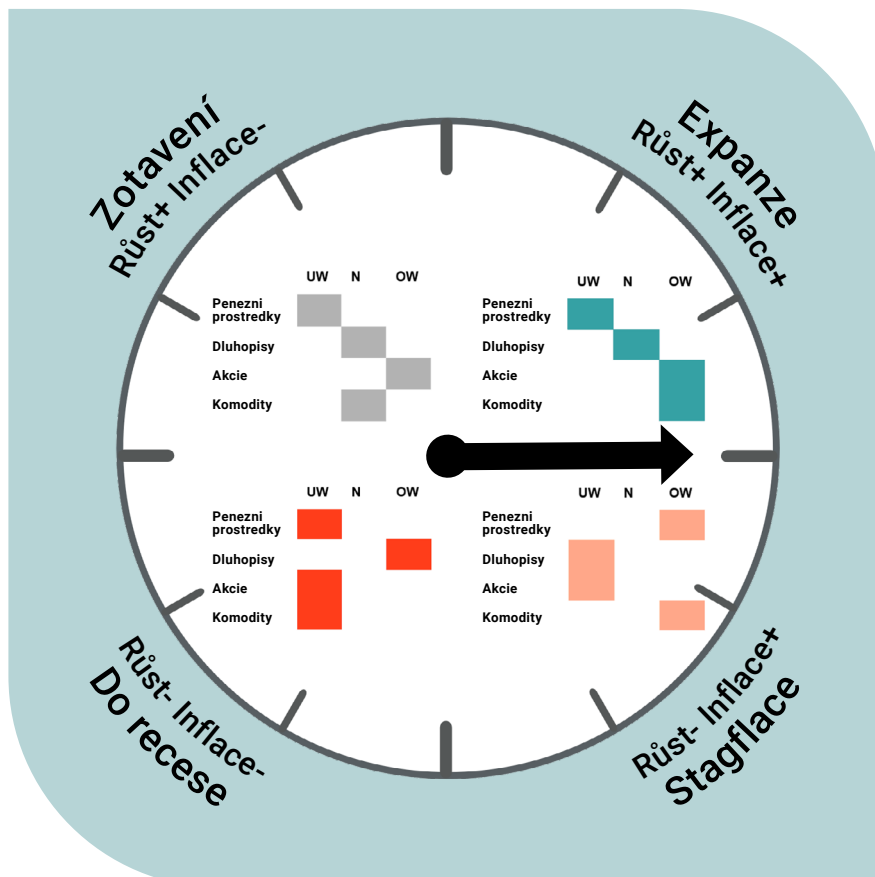 Zotavení
Růst+ Inflace-
Expanze
Růst+ Inflace+
UW N OW
Penezni
prostredky
Dluhopisy
Akcie
Komodity
UW N OW
Penezni
prostredky
Dluhopisy
Akcie
Komodity
UW N OW
Penezni
prostredky
Dluhopisy
Akcie
Komodity
UW N OW
Penezni
prostredky
Dluhopisy
Akcie
Komodity
Růst- Inflace-
Do recese
Růst- Inflace+
Stagflace